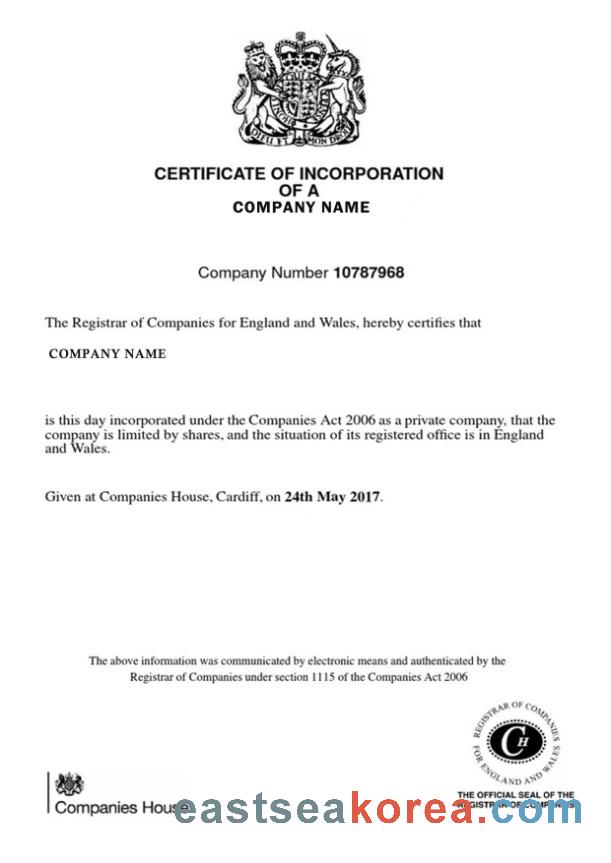 DIEU ET MON DROIT
CERTIFICATE OF INCORPORATION
OF A
COMPANY NAME
Company Number 10787968
The Registrar of Companies for England and Wales, hereby certifies that
COMPANY NAME
is this day incorporated under the Companies Act 2006 as a private company, that the
company is limited by shares, and the situation of its registered office is in England
and Wales.
Given at Companies House, Cardiff, on 24th May 2017.
The above information was communicated by electronic means and authenticated by the
Registrar of Companies under section 1115 of the Companies Act 2006
REGISTRAR OF COMPANIES
FOR ENGLAND AND WALES
CH
THE OFFICIAL SEAL OF THE
REGISTRAR OF COMPANIES
Companies House
eastseakorea.com